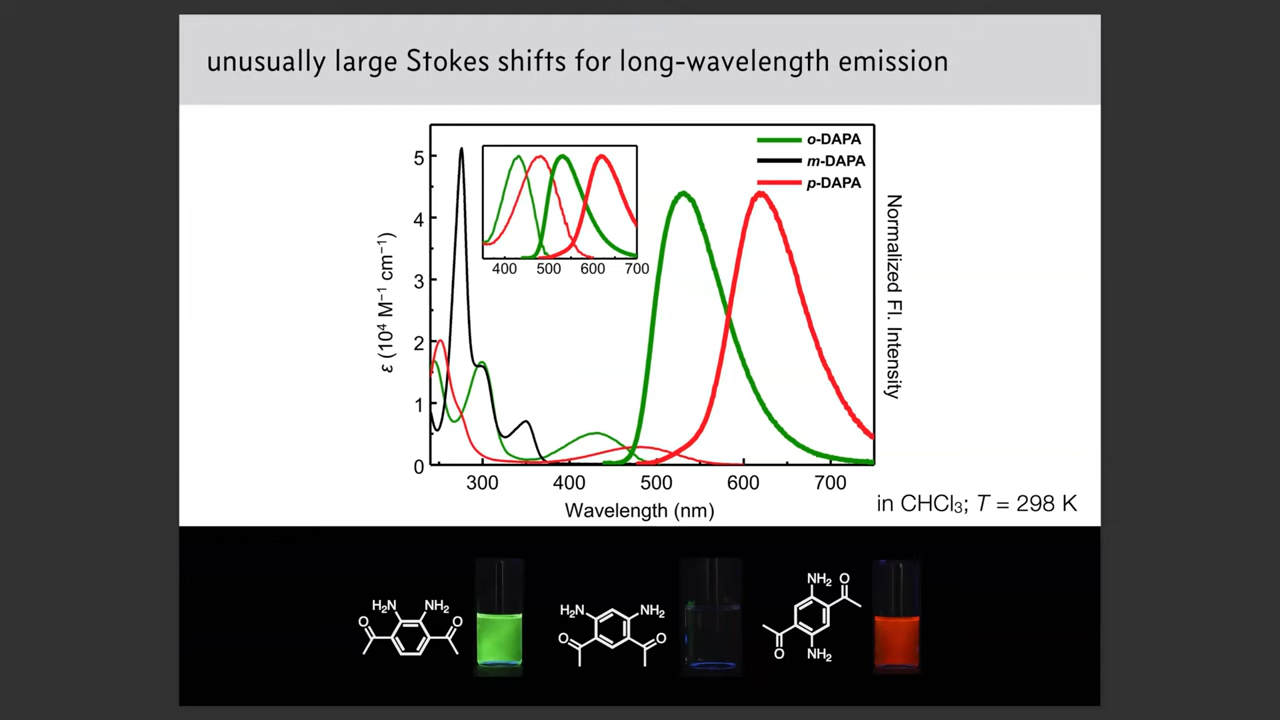 unusually large Stokes shifts for long-wavelength emission
o-DAPA
m-DAPA
p-DAPA
5
4
3
2
1
0
ε (10⁴ M⁻¹ cm⁻¹)
400 500 600 700
Normalized Fl. Intensity
300 400 500 600 700
Wavelength (nm)
in CHCl₃; T = 298 K
H₂N NH₂
O O
H₂N NH₂
O O
NH₂ O
O NH₂